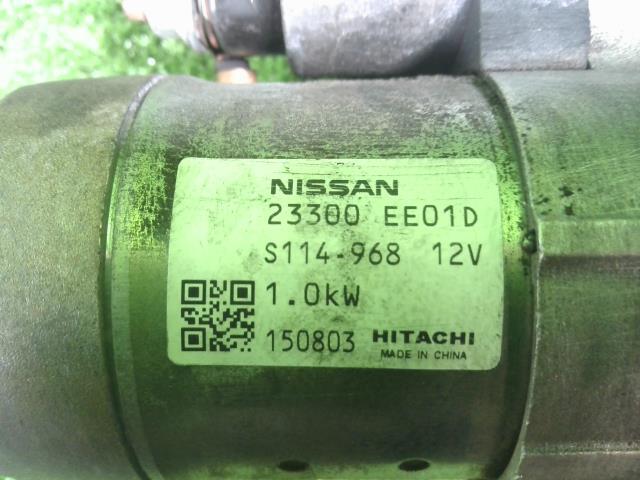 NISSAN
23300 EE01D
S114-968 12V
1.0kW
150803 HITACHI
MADE IN CHINA